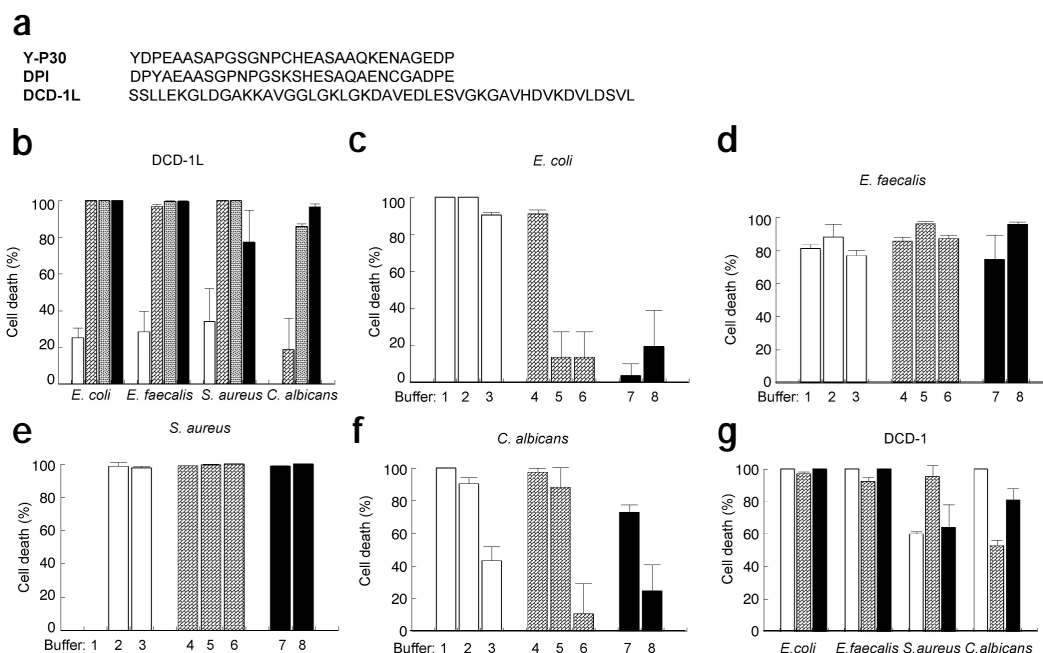 a
Y-P30 YDPEAASAPGSGNPCHEASAAQKENAGEDP
DPI DPYAEAASGPNPGSKSHESAQAENCGADPE
DCD-1L SSLLEKGLDGAKKAVGGLGKLGKDAVEDLESVGKGAVHDVKDVLDSVL
b
DCD-1L
Cell death (%)
100
80
60
40
20
0
E. coli E. faecalis S. aureus C. albicans
c
E. coli
Cell death (%)
100
80
60
40
20
0
Buffer: 1 2 3 4 5 6 7 8
d
E. faecalis
Cell death (%)
100
80
60
40
80
0
Buffer: 1 2 3 4 5 6 7 8
e
S. aureus
Cell death (%)
100
80
60
40
20
0
Buffer: 1 2 3 4 5 6 7 8
f
C. albicans
Cell death (%)
100
80
60
40
20
0
Buffer: 1 2 3 4 5 6 7 8
g
DCD-1
Cell death (%)
100
80
60
40
20
0
E.coli E.faecalis S.aureus C.albicans